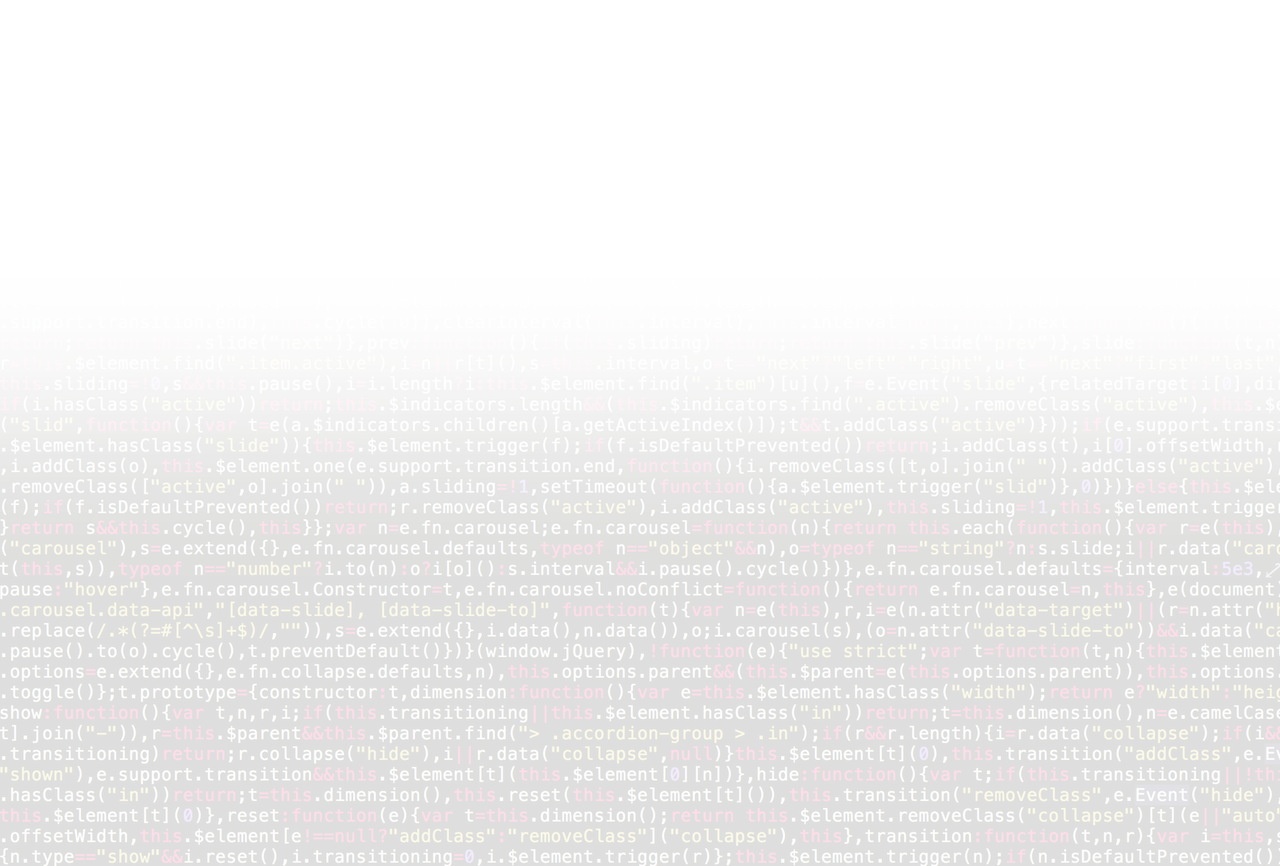 .slide("next")},prev .sliding) .slide("prev")},slide
.$element.find(".item.active"),i n r[t](),s .interval,o t "next" "left" "right",u t "next" "first" "last"
this.sliding 0,s this.pause(),i i.length i this.$element.find(".item")[u](),f=e.Event("slide",{relatedTarget:i[0],di
(i.hasClass("active"))return;this.$indicators.length&&(this.$indicators.find(".active").removeClass("active"),this.$
("slid",function(){var t=e(a.$indicators.children()[a.getActiveIndex()]);t&&t.addClass("active")}));if(e.support.transi
.$element.hasClass("slide")){this.$element.trigger(f);if(f.isDefaultPrevented())return;i.addClass(t),i[0].offsetWidth,
,i.addClass(o),this.$element.one(e.support.transition.end,function(){i.removeClass([t,o].join(" ")).addClass("active")
.removeClass(["active",o].join(" ")),a.sliding=!1,setTimeout(function(){a.$element.trigger("slid")},0)})}else{this.$ele
(f);if(f.isDefaultPrevented())return;r.removeClass("active"),i.addClass("active"),this.sliding=!1,this.$element.trigger
}return s&&this.cycle(),this}};var n=e.fn.carousel;e.fn.carousel=function(n){return this.each(function(){var r=e(this)
("carousel"),s=e.extend({},e.fn.carousel.defaults,typeof n=="object"&&n),o=typeof n=="string"?n:s.slide;i||r.data("caro
t(this,s)),typeof n=="number"?i.to(n):o?i[o]():s.interval&&i.pause().cycle()})},e.fn.carousel.defaults={interval:5e3,
pause:"hover"},e.fn.carousel.Constructor=t,e.fn.carousel.noConflict=function(){return e.fn.carousel=n,this},e(document
.carousel.data-api","[data-slide], [data-slide-to]",function(t){var n=e(this),r,i=e(n.attr("data-target")||(r=n.attr("
.replace(/.*(?=#[^\s]+$)/,"")),s=e.extend({},i.data(),n.data()),o;i.carousel(s),(o=n.attr("data-slide-to"))&&i.data("ca
.pause().to(o).cycle(),t.preventDefault()})}(window.jQuery),!function(e){"use strict";var t=function(t,n){this.$element
.options=e.extend({},e.fn.collapse.defaults,n),this.options.parent&&(this.$parent=e(this.options.parent)),this.options
.toggle()};t.prototype={constructor:t,dimension:function(){var e=this.$element.hasClass("width");return e?"width":"hei
show:function(){var t,n,r,i;if(this.transitioning||this.$element.hasClass("in"))return;t=this.dimension(),n=e.camelCas
t].join("-")),r=this.$parent&&this.$parent.find("> .accordion-group > .in");if(r&&r.length){i=r.data("collapse");if(i&
.transitioning)return;r.collapse("hide"),i||r.data("collapse",null)}this.$element[t](0),this.transition("addClass",e.Ev
"shown"),e.support.transition&&this.$element[t](this.$element[0][n])},hide:function(){var t;if(this.transitioning||!th
.hasClass("in"))return;t=this.dimension(),this.reset(this.$element[t]()),this.transition("removeClass",e.Event("hide")
this.$element[t](0)},reset:function(e){var t=this.dimension();this.$element.removeClass("collapse")[t](e||"auto"
.offsetWidth,this.$element[e!==null?"addClass":"removeClass"]("collapse"),this},transition:function(t,n,r){var i=this,
{n.type=="show"&&i.reset(),i.transitioning=0,i.$element.trigger(r)};this.$element.trigger(n);if(n.isDefaultPrevented()